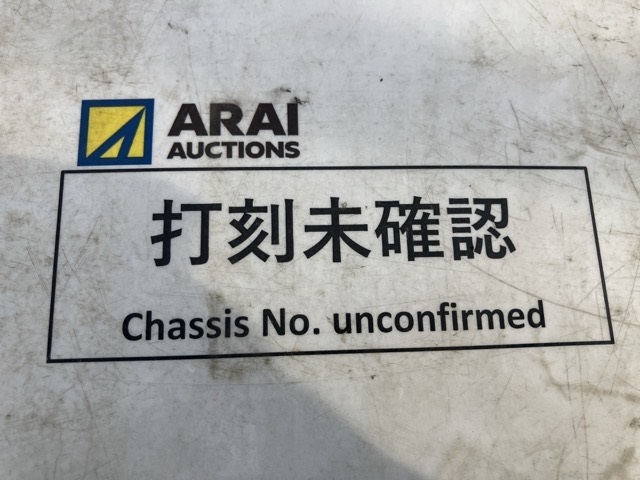 ARAI
AUCTIONS
打刻未確認
Chassis No. unconfirmed